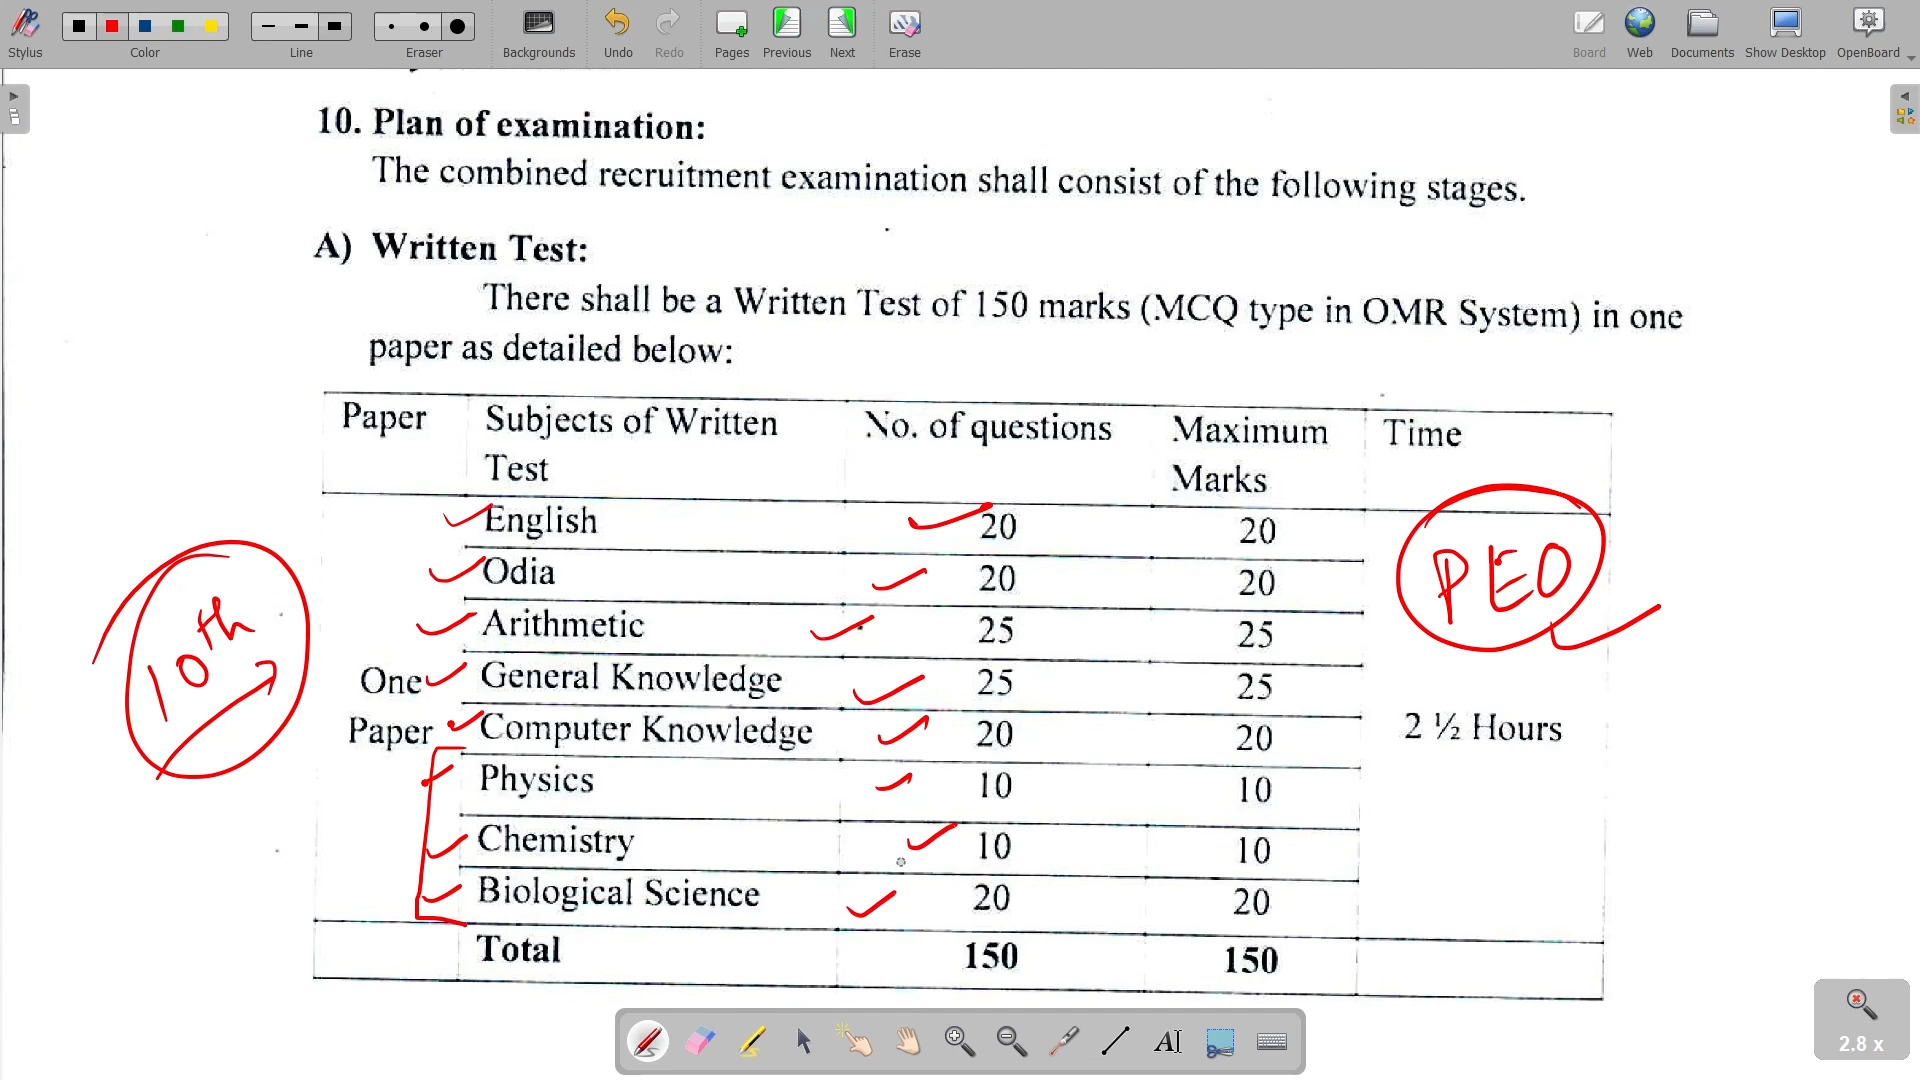 Stylus
Color
Line
Eraser
Backgrounds
Undo
Redo
Pages
Previous
Next
Erase
Board
Web
Documents
Show Desktop
OpenBoard
10. Plan of examination:
The combined recruitment examination shall consist of the following stages.
A) Written Test:
There shall be a Written Test of 150 marks (MCQ type in OMR System) in one
paper as detailed below:
Paper Subjects of Written Test No. of questions Maximum Marks Time
English 20 20
Odia 20 20
Arithmetic 25 25
General Knowledge 25 25
Computer Knowledge 20 20
Physics 10 10
Chemistry 10 10
Biological Science 20 20
One
Paper
2 ½ Hours
Total 150 150
10th
PEO
2.8 x